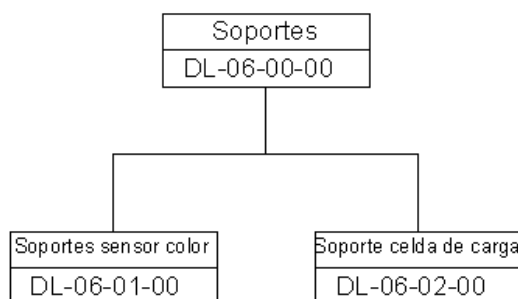 Soportes
DL-06-00-00
Soportes sensor color
DL-06-01-00
Soporte celda de carga
DL-06-02-00